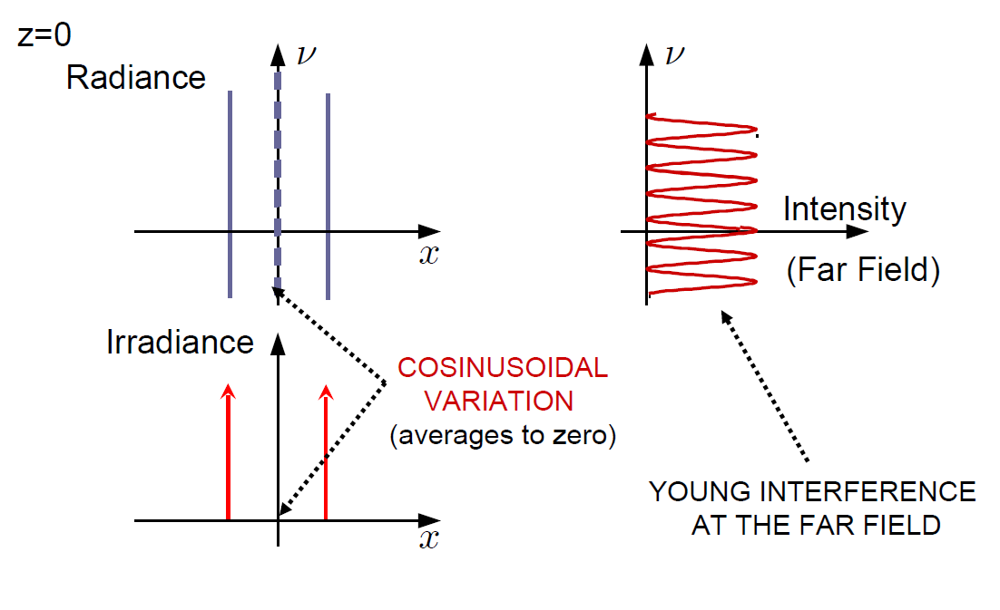 z=0
Radiance
ν
x
ν
Intensity
(Far Field)
Irradiance
x
COSINUSOIDAL
VARIATION
(averages to zero)
YOUNG INTERFERENCE
AT THE FAR FIELD